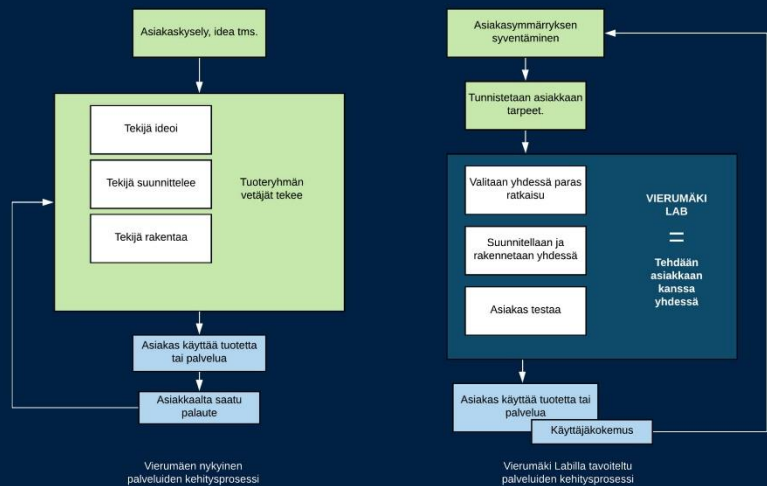 Asiakaskysely, idea tms.
Tekijä ideoi
Tekijä suunnittelee
Tekijä rakentaa
Tuoteryhmän
vetäjät tekee
Asiakas käyttää tuotetta
tai palvelua
Asiakkaalta saatu
palaute
Vierumäen nykyinen
palveluiden kehitysprosessi
Asiakasymmärryksen
syventäminen
Tunnistetaan asiakkaan
tarpeet.
Valitaan yhdessä paras
ratkaisu
Suunnitellaan ja
rakennetaan yhdessä
Asiakas testaa
VIERUMÄKI
LAB
=
Tehdään
asiakkaan
kanssa
yhdessä
Asiakas käyttää tuotetta tai
palvelua
Käyttäjäkokemus
Vierumäki Labilla tavoiteltu
palveluiden kehitysprosessi